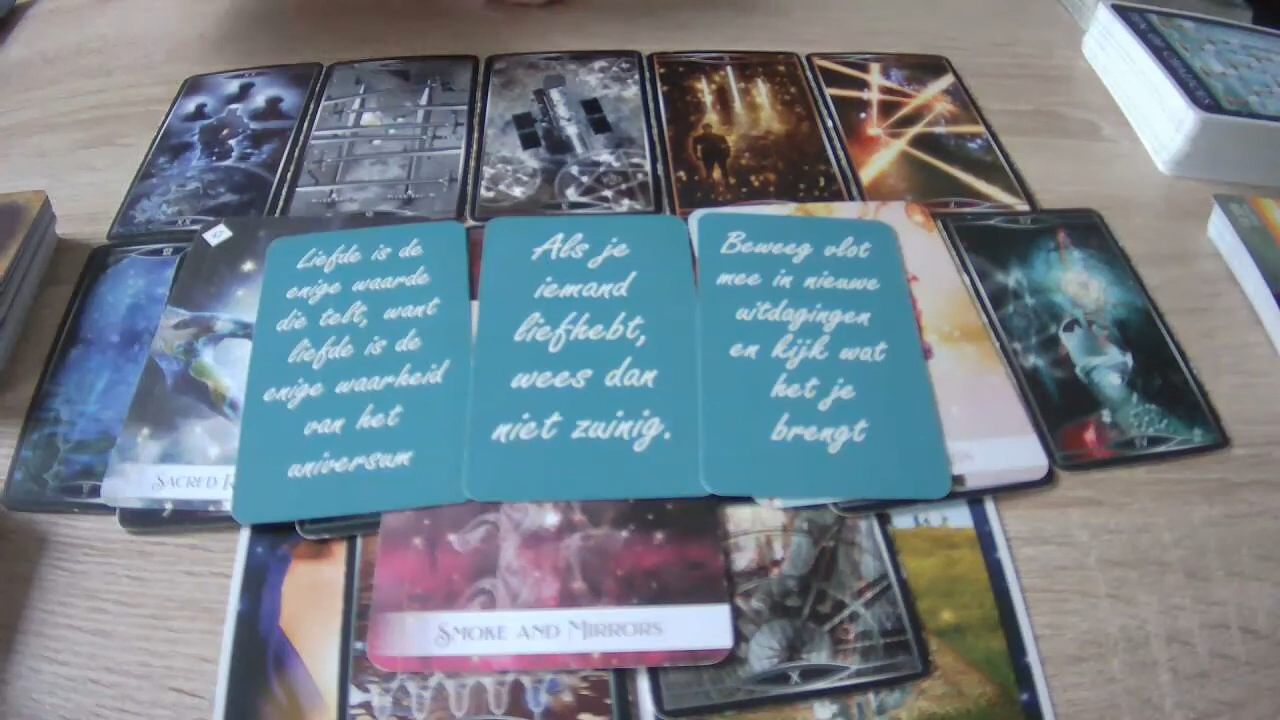 Liefde is de
enige waarde
die telt, want
liefde is de
enige waarheid
van het
universum
Als je
iemand
liefhebt,
wees dan
niet zuinig.
Beweeg vlot
mee in nieuwe
uitdagingen
en kijk wat
het je
brengt
47
SACRED
SMOKE AND MIRRORS
X